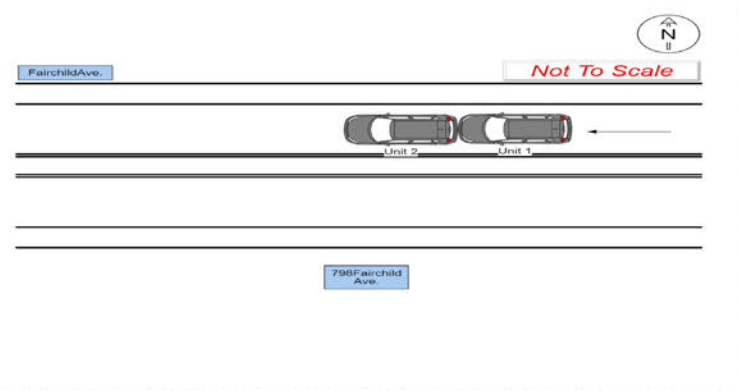 N
FairchildAve.
Not To Scale
Unit 2
Unit 1
798Fairchild
Ave.